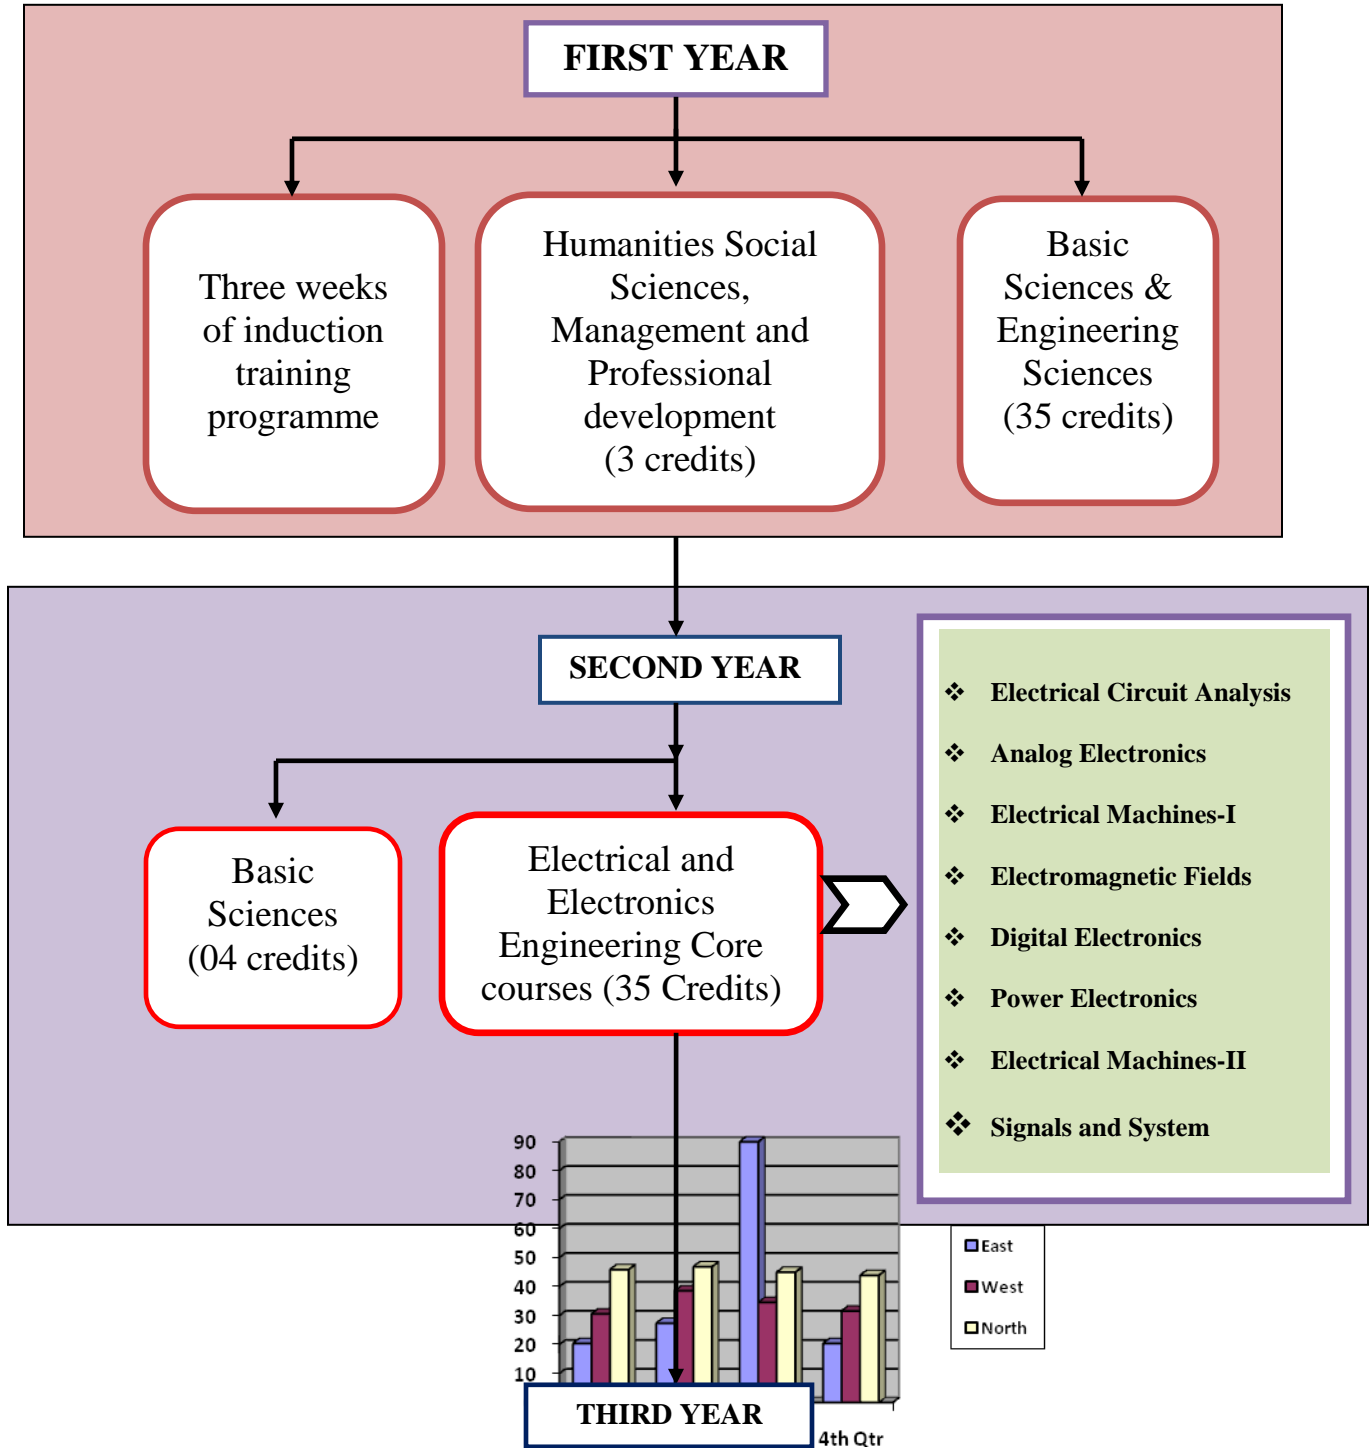 FIRST YEAR
Three weeks
of induction
training
programme
Humanities Social
Sciences,
Management and
Professional
development
(3 credits)
Basic
Sciences &
Engineering
Sciences
(35 credits)
SECOND YEAR
Basic
Sciences
(04 credits)
Electrical and
Electronics
Engineering Core
courses (35 Credits)
❖ Electrical Circuit Analysis
❖ Analog Electronics
❖ Electrical Machines-I
❖ Electromagnetic Fields
❖ Digital Electronics
❖ Power Electronics
❖ Electrical Machines-II
❖ Signals and System
90
80
70
60
50
40
30
20
10
East
West
North
THIRD YEAR
4th Qtr